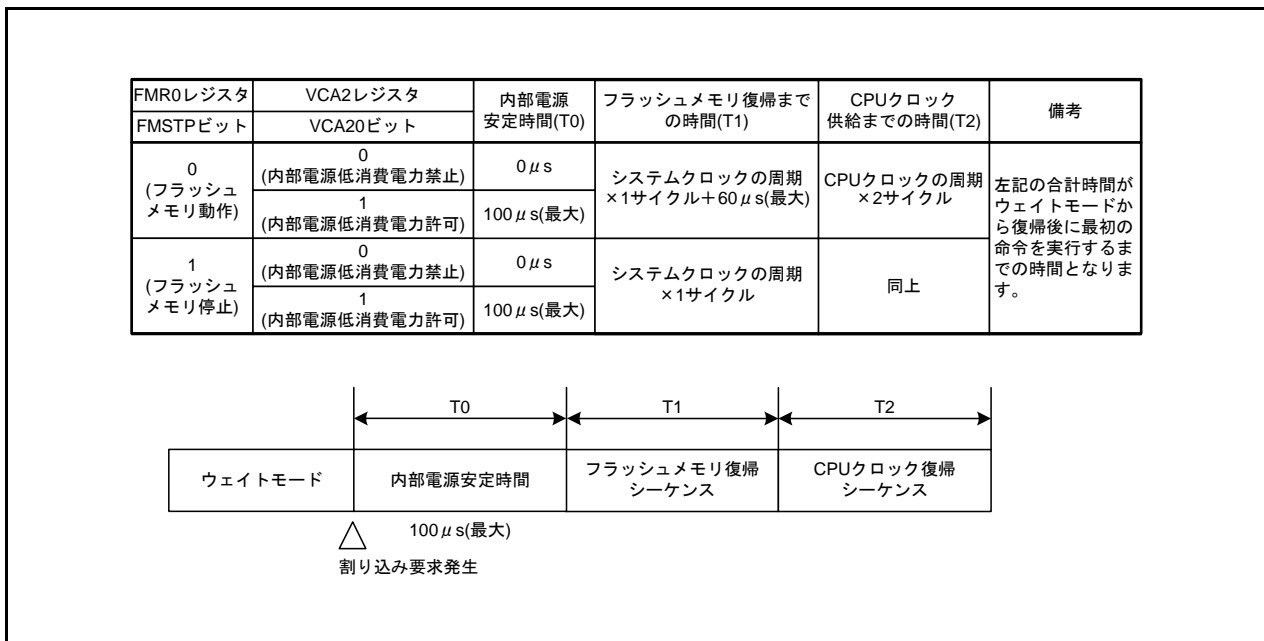 FMR0レジスタ
VCA2レジスタ
内部電源
安定時間(T0)
フラッシュメモリ復帰まで
の時間(T1)
CPUクロック
供給までの時間(T2)
備考
FMSTPビット
VCA20ビット
0
(フラッシュ
メモリ動作)
0
(内部電源低消費電力禁止)
0μs
システムクロックの周期
×1サイクル+60μs(最大)
CPUクロックの周期
×2サイクル
左記の合計時間が
ウェイトモードか
ら復帰後に最初の
命令を実行するま
での時間となりま
す。
1
(内部電源低消費電力許可)
100μs(最大)
1
(フラッシュ
メモリ停止)
0
(内部電源低消費電力禁止)
0μs
システムクロックの周期
×1サイクル
同上
1
(内部電源低消費電力許可)
100μs(最大)
T0
T1
T2
ウェイトモード
内部電源安定時間
フラッシュメモリ復帰
シーケンス
CPUクロック復帰
シーケンス
100μs(最大)
割り込み要求発生